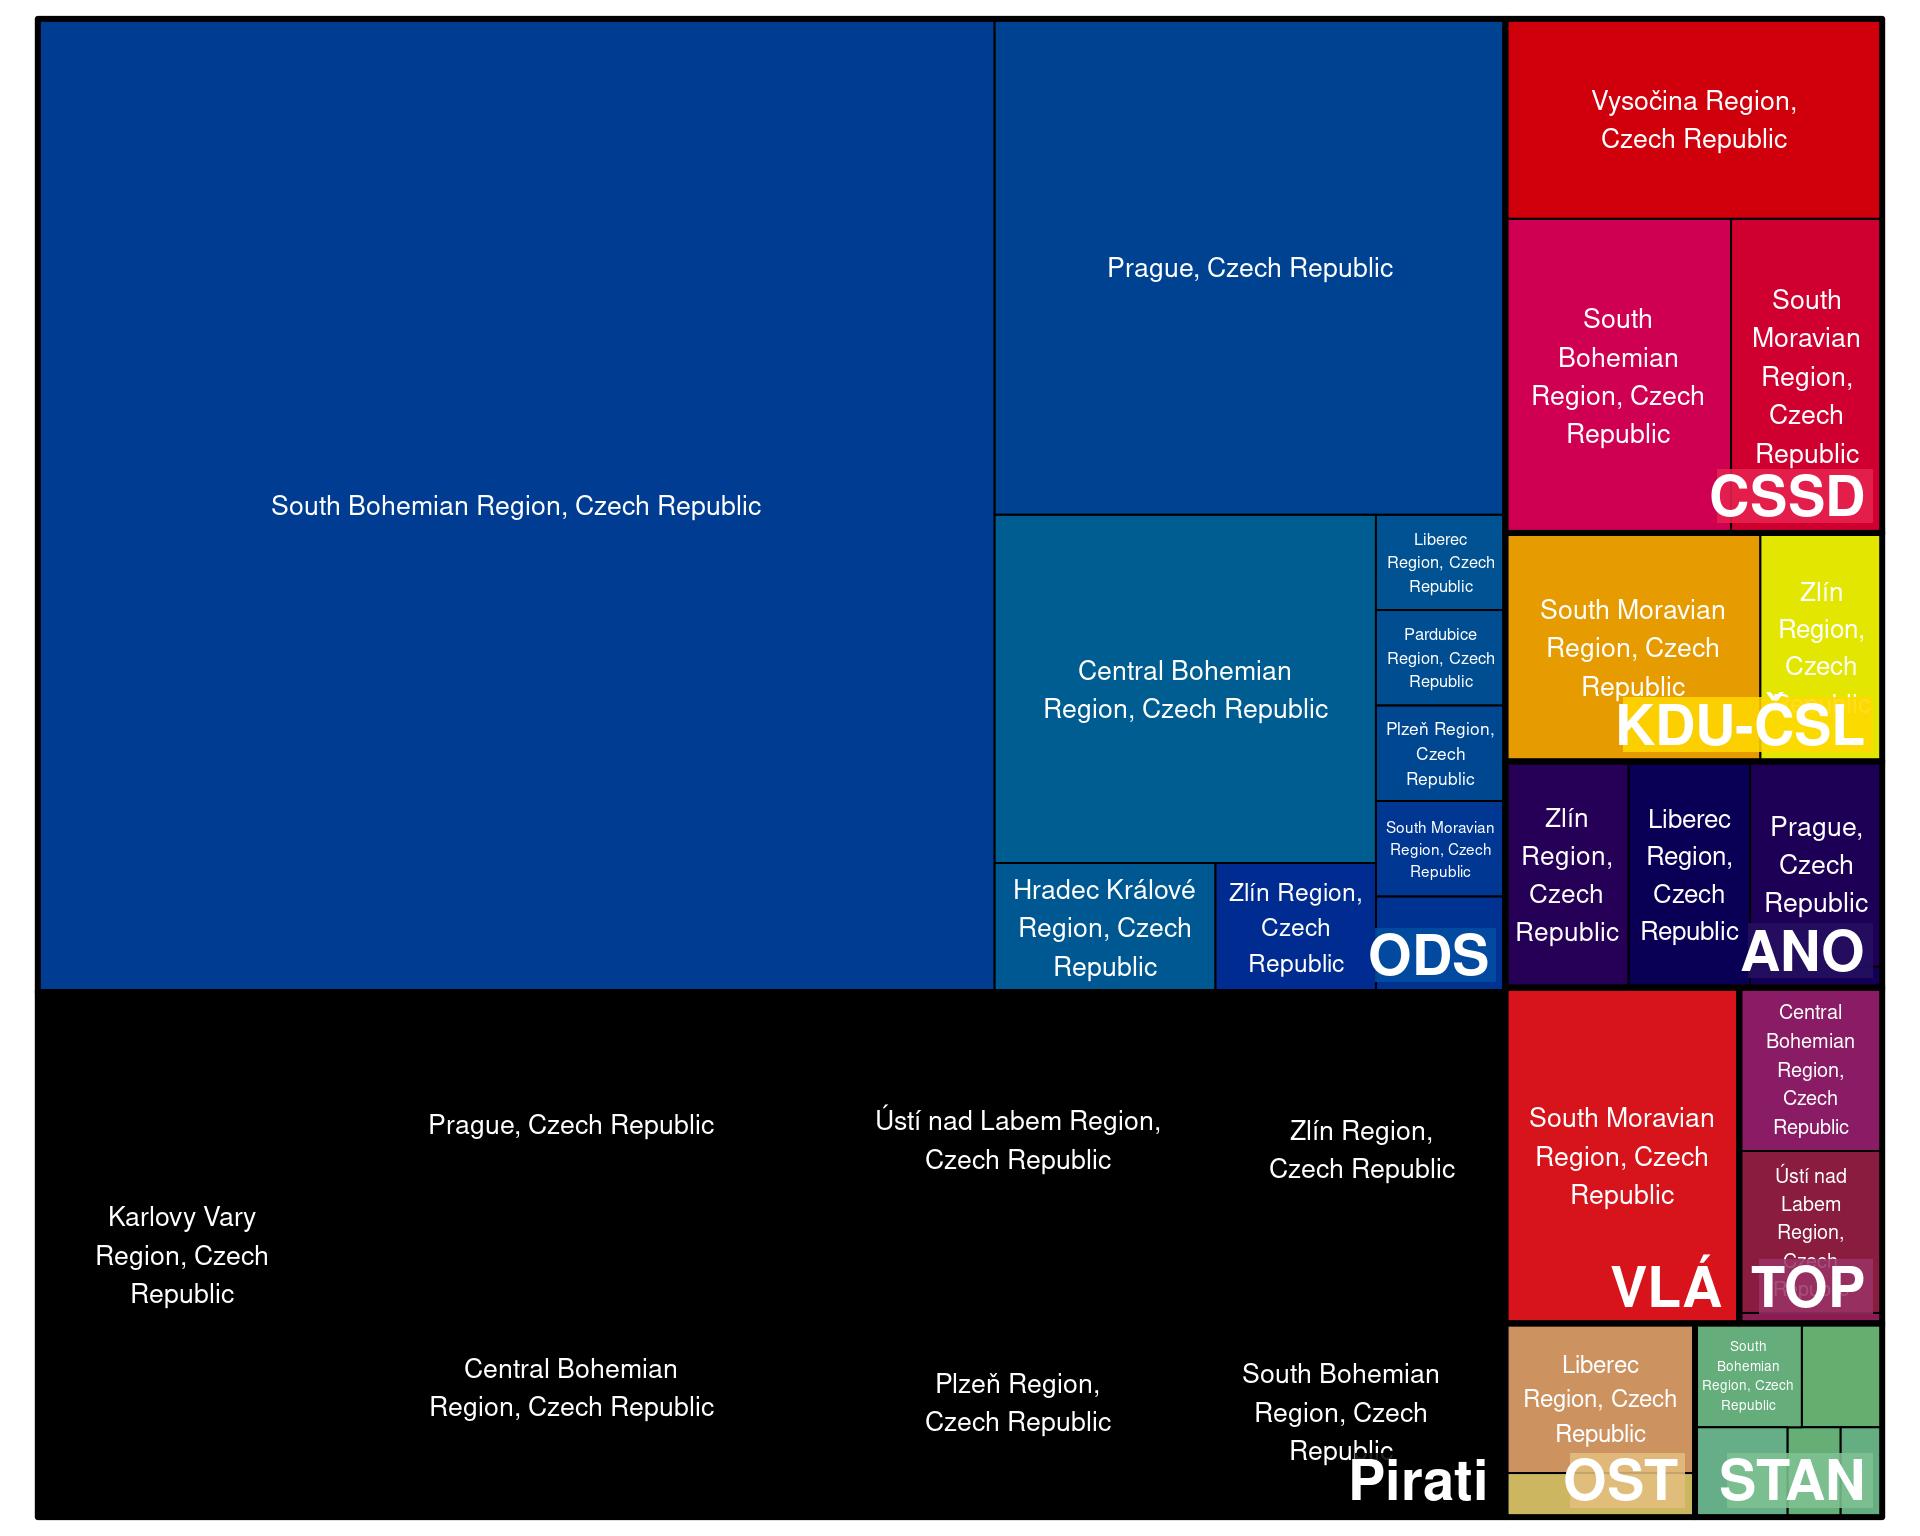 South Bohemian Region, Czech Republic
Prague, Czech Republic
Central Bohemian
Region, Czech Republic
Liberec
Region, Czech
Republic
Pardubice
Region, Czech
Republic
Plzeň Region,
Czech
Republic
South Moravian
Region, Czech
Republic
Hradec Králové
Region, Czech
Republic
Zlín Region,
Czech
Republic
ODS
Vysočina Region,
Czech Republic
South
Bohemian
Region, Czech
Republic
South
Moravian
Region,
Czech
Republic
CSSD
South Moravian
Region, Czech
Republic
Zlín
Region,
Czech
KDU-ČSL
Zlín
Region,
Czech
Republic
Liberec
Region,
Czech
Republic
Prague,
Czech
Republic
ANO
Karlovy Vary
Region, Czech
Republic
Prague, Czech Republic
Central Bohemian
Region, Czech Republic
Ústí nad Labem Region,
Czech Republic
Plzeň Region,
Czech Republic
Zlín Region,
Czech Republic
South Bohemian
Region, Czech
Republic
Pirati
South Moravian
Region, Czech
Republic
VLÁ
Central
Bohemian
Region,
Czech
Republic
Ústí nad
Labem
Region,
Czech
TOP
Liberec
Region, Czech
Republic
OST
South
Bohemian
Region, Czech
Republic
STAN